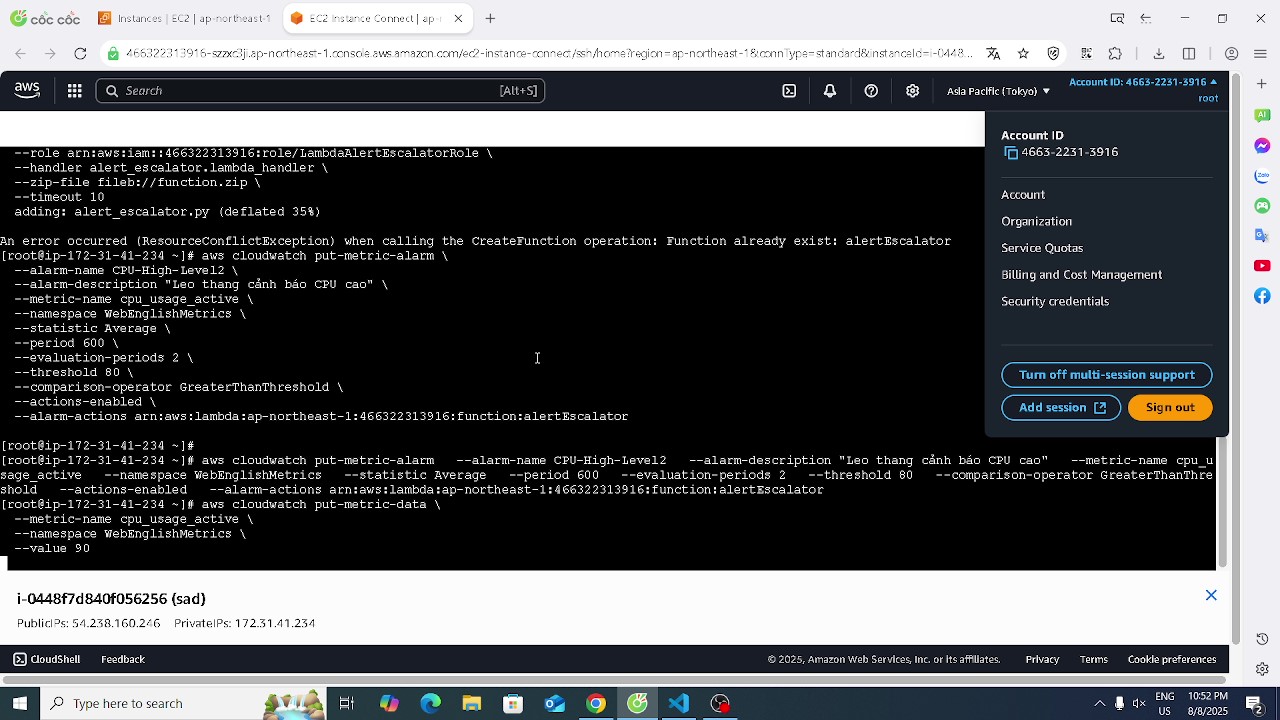 cốc cốc
Instances | EC2 | ap-northeast-1
EC2 Instance Connect | ap-r
466322313916-szzxc3ji.ap-northeast-1.console.aws.amazon.com/ec2-instance-connect/ssh/home?region=ap-northeast-1&connType=standard&instanceId=i-0448...
aws
Search
[Alt+S]
Asia Pacific (Tokyo)
Account ID: 4663-2231-3916
root
Account ID
4663-2231-3916
Account
Organization
Service Quotas
Billing and Cost Management
Security credentials
Turn off multi-session support
Add session
Sign out
--role arn:aws:iam::466322313916:role/LambdaAlertEscalatorRole \
--handler alert_escalator.lambda_handler \
--zip-file fileb://function.zip \
--timeout 10
adding: alert_escalator.py (deflated 35%)
An error occurred (ResourceConflictException) when calling the CreateFunction operation: Function already exist: alertEscalator
[root@ip-172-31-41-234 ~]# aws cloudwatch put-metric-alarm \
--alarm-name CPU-High-Level2 \
--alarm-description "Leo thang cảnh báo CPU cao" \
--metric-name cpu_usage_active \
--namespace WebEnglishMetrics \
--statistic Average \
--period 600 \
--evaluation-periods 2 \
--threshold 80 \
--comparison-operator GreaterThanThreshold \
--actions-enabled \
--alarm-actions arn:aws:lambda:ap-northeast-1:466322313916:function:alertEscalator
[root@ip-172-31-41-234 ~]#
[root@ip-172-31-41-234 ~]# aws cloudwatch put-metric-alarm --alarm-name CPU-High-Level2 --alarm-description "Leo thang cảnh báo CPU cao" --metric-name cpu_u
sage_active --namespace WebEnglishMetrics --statistic Average --period 600 --evaluation-periods 2 --threshold 80 --comparison-operator GreaterThanThre
shold --actions-enabled --alarm-actions arn:aws:lambda:ap-northeast-1:466322313916:function:alertEscalator
[root@ip-172-31-41-234 ~]# aws cloudwatch put-metric-data \
--metric-name cpu_usage_active \
--namespace WebEnglishMetrics \
--value 90
i-0448f7d840f056256 (sad)
PublicIPs: 54.238.160.246 PrivateIPs: 172.31.41.234
CloudShell
Feedback
© 2025, Amazon Web Services, Inc. or its affiliates.
Privacy
Terms
Cookie preferences
Type here to search
ENG
US
10:52 PM
8/8/2025
2
AI
Zalo